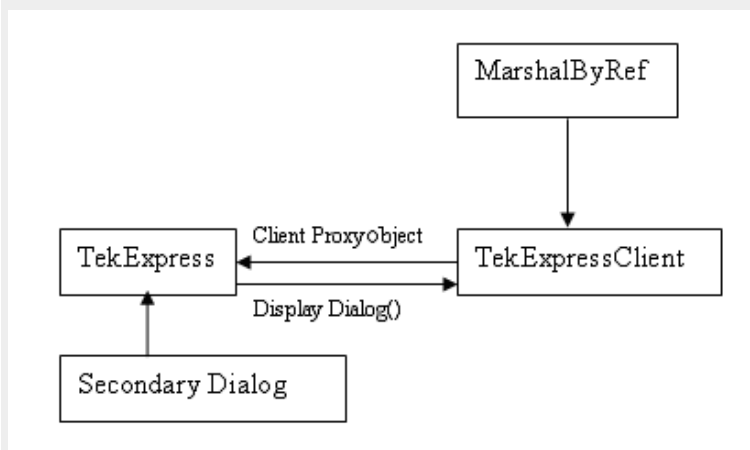 MarshalByRef
Client Proxyobject
TekExpress
TekExpressClient
Display Dialog()
Secondary Dialog